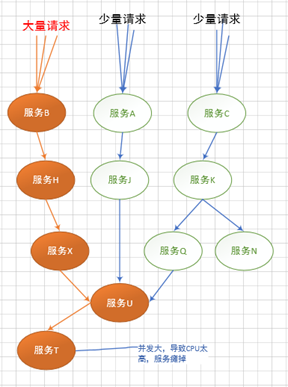 大量请求
少量请求
少量请求
服务B
服务A
服务C
服务H
服务J
服务K
服务X
服务Q
服务N
服务U
服务T
并发大，导致CPU太
高，服务瘫掉